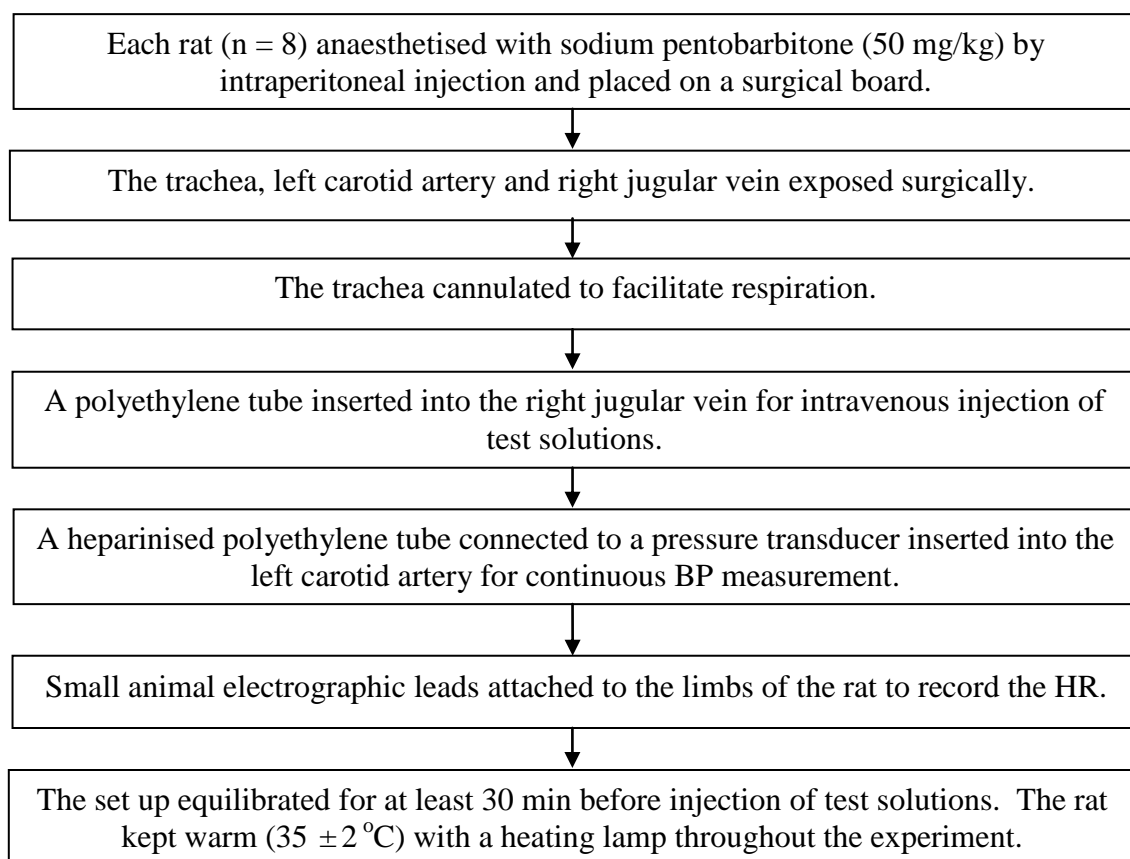 Each rat (n = 8) anaesthetised with sodium pentobarbitone (50 mg/kg) by
intraperitoneal injection and placed on a surgical board.
The trachea, left carotid artery and right jugular vein exposed surgically.
The trachea cannulated to facilitate respiration.
A polyethylene tube inserted into the right jugular vein for intravenous injection of
test solutions.
A heparinised polyethylene tube connected to a pressure transducer inserted into the
left carotid artery for continuous BP measurement.
Small animal electrographic leads attached to the limbs of the rat to record the HR.
The set up equilibrated for at least 30 min before injection of test solutions.  The rat
kept warm (35 ± 2 °C) with a heating lamp throughout the experiment.